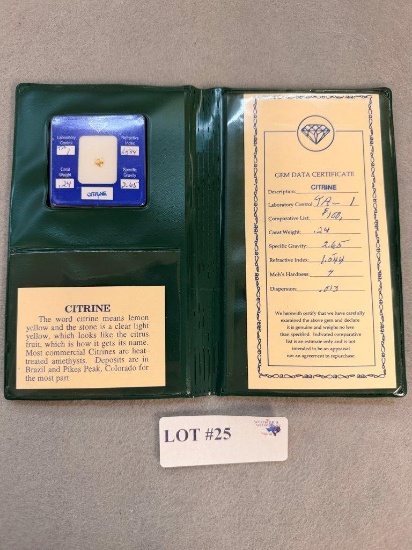 Laboratory
Control
Refractive
Index
Carat
Weight
Specific
Gravity
.24
2.65
CITRINE
CITRINE
The word citrine means lemon
yellow and the stone is a clear light
yellow, which looks like the citrus
fruit, which is how it gets its name.
Most commercial Citrines are heat-
treated amethysts. Deposits are in
Brazil and Pikes Peak, Colorado for
the most part
GEM DATA CERTIFICATE
Description: CITRINE
Laboratory Control
Comparative List: $100,
Carat Weight: .24
Specific Gravity: 2.65
Refractive Index: 1.544
Moh's Hardness: 7
Dispersion: .013
We herewith certify that we have carefully
examined the above gem and declare
it is genuine and weighs no less
than specified. Indicated comparative
list is an estimate only and is not
intended to be an appraisal
nor an agreement to repurchase
LOT #25